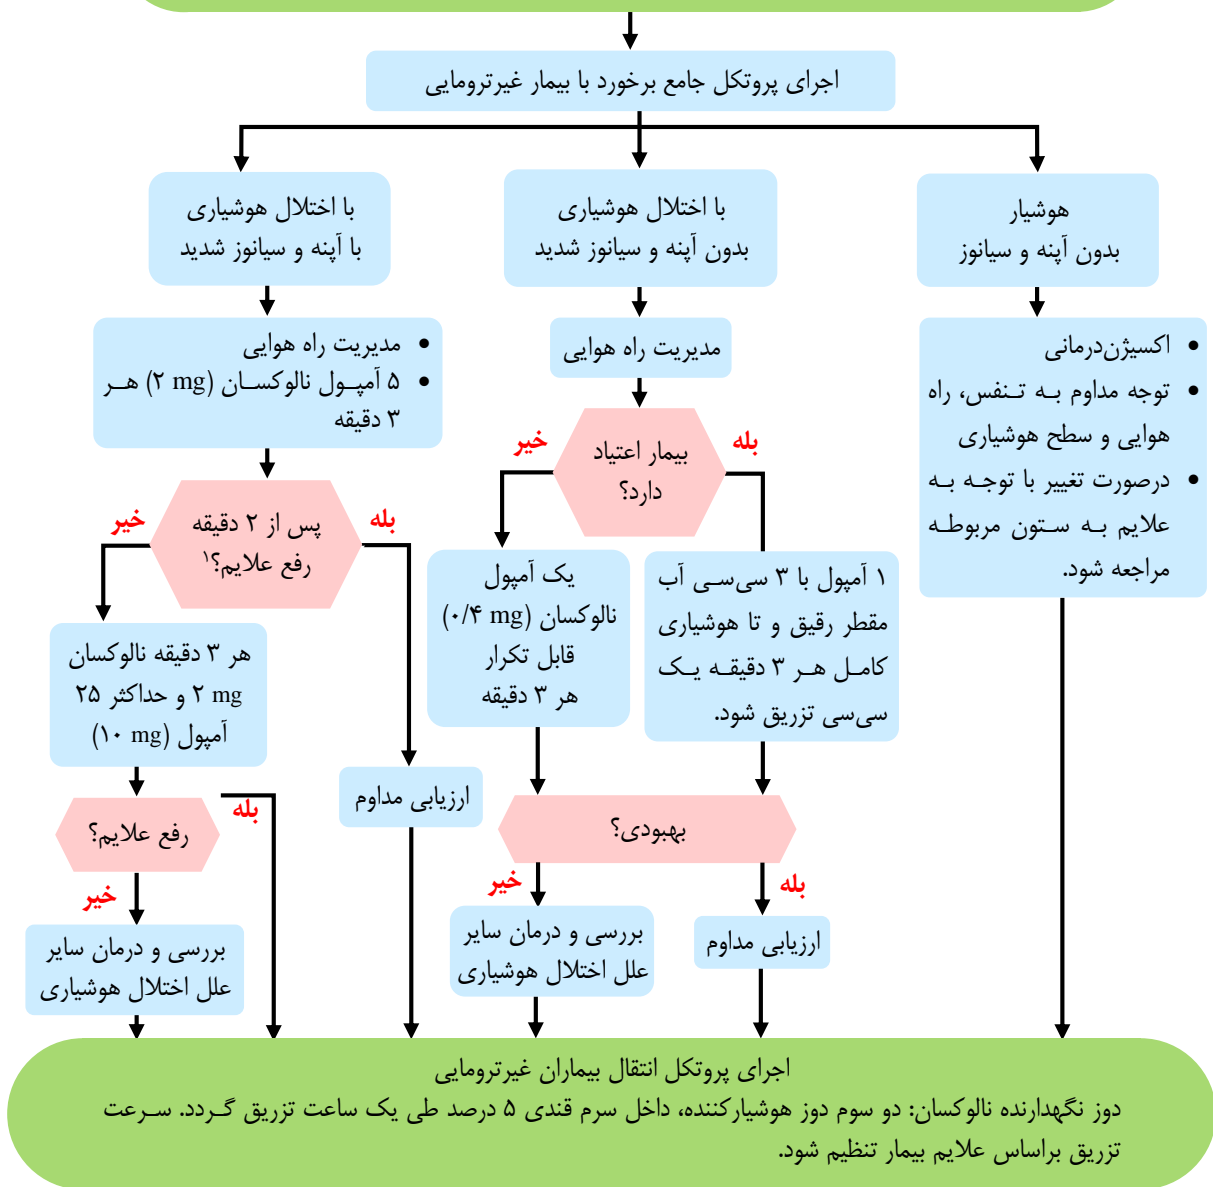 اجرای پروتکل جامع برخورد با بیمار غیرترومایی
هوشیار
بدون آپنه و سیانوز
با اختلال هوشیاری
بدون آپنه و سیانوز شدید
با اختلال هوشیاری
با آپنه و سیانوز شدید
• اکسیژن‌درمانی
• توجه مداوم به تنفس، راه
هوایی و سطح هوشیاری
• درصورت تغییر با توجه به
علایم به ستون مربوطه
مراجعه شود.
مدیریت راه هوایی
بیمار اعتیاد
دارد؟
بله
خیر
۱ آمپول با ۳ سی‌سی آب
مقطر رقیق و تا هوشیاری
کامل هر ۳ دقیقه یک
سی‌سی تزریق شود.
یک آمپول
نالوکسان (۰/۴ mg)
قابل تکرار
هر ۳ دقیقه
بهبودی؟
بله
خیر
ارزیابی مداوم
بررسی و درمان سایر
علل اختلال هوشیاری
• مدیریت راه هوایی
• ۵ آمپول نالوکسان (۲ mg) هر
۳ دقیقه
پس از ۲ دقیقه
رفع علایم؟۱
بله
خیر
ارزیابی مداوم
هر ۳ دقیقه نالوکسان
۲ mg و حداکثر ۲۵
آمپول (۱۰ mg)
رفع علایم؟
بله
خیر
بررسی و درمان سایر
علل اختلال هوشیاری
اجرای پروتکل انتقال بیماران غیرترومایی
دوز نگهدارنده نالوکسان: دو سوم دوز هوشیارکننده، داخل سرم قندی ۵ درصد طی یک ساعت تزریق گردد. سرعت
تزریق براساس علایم بیمار تنظیم شود.